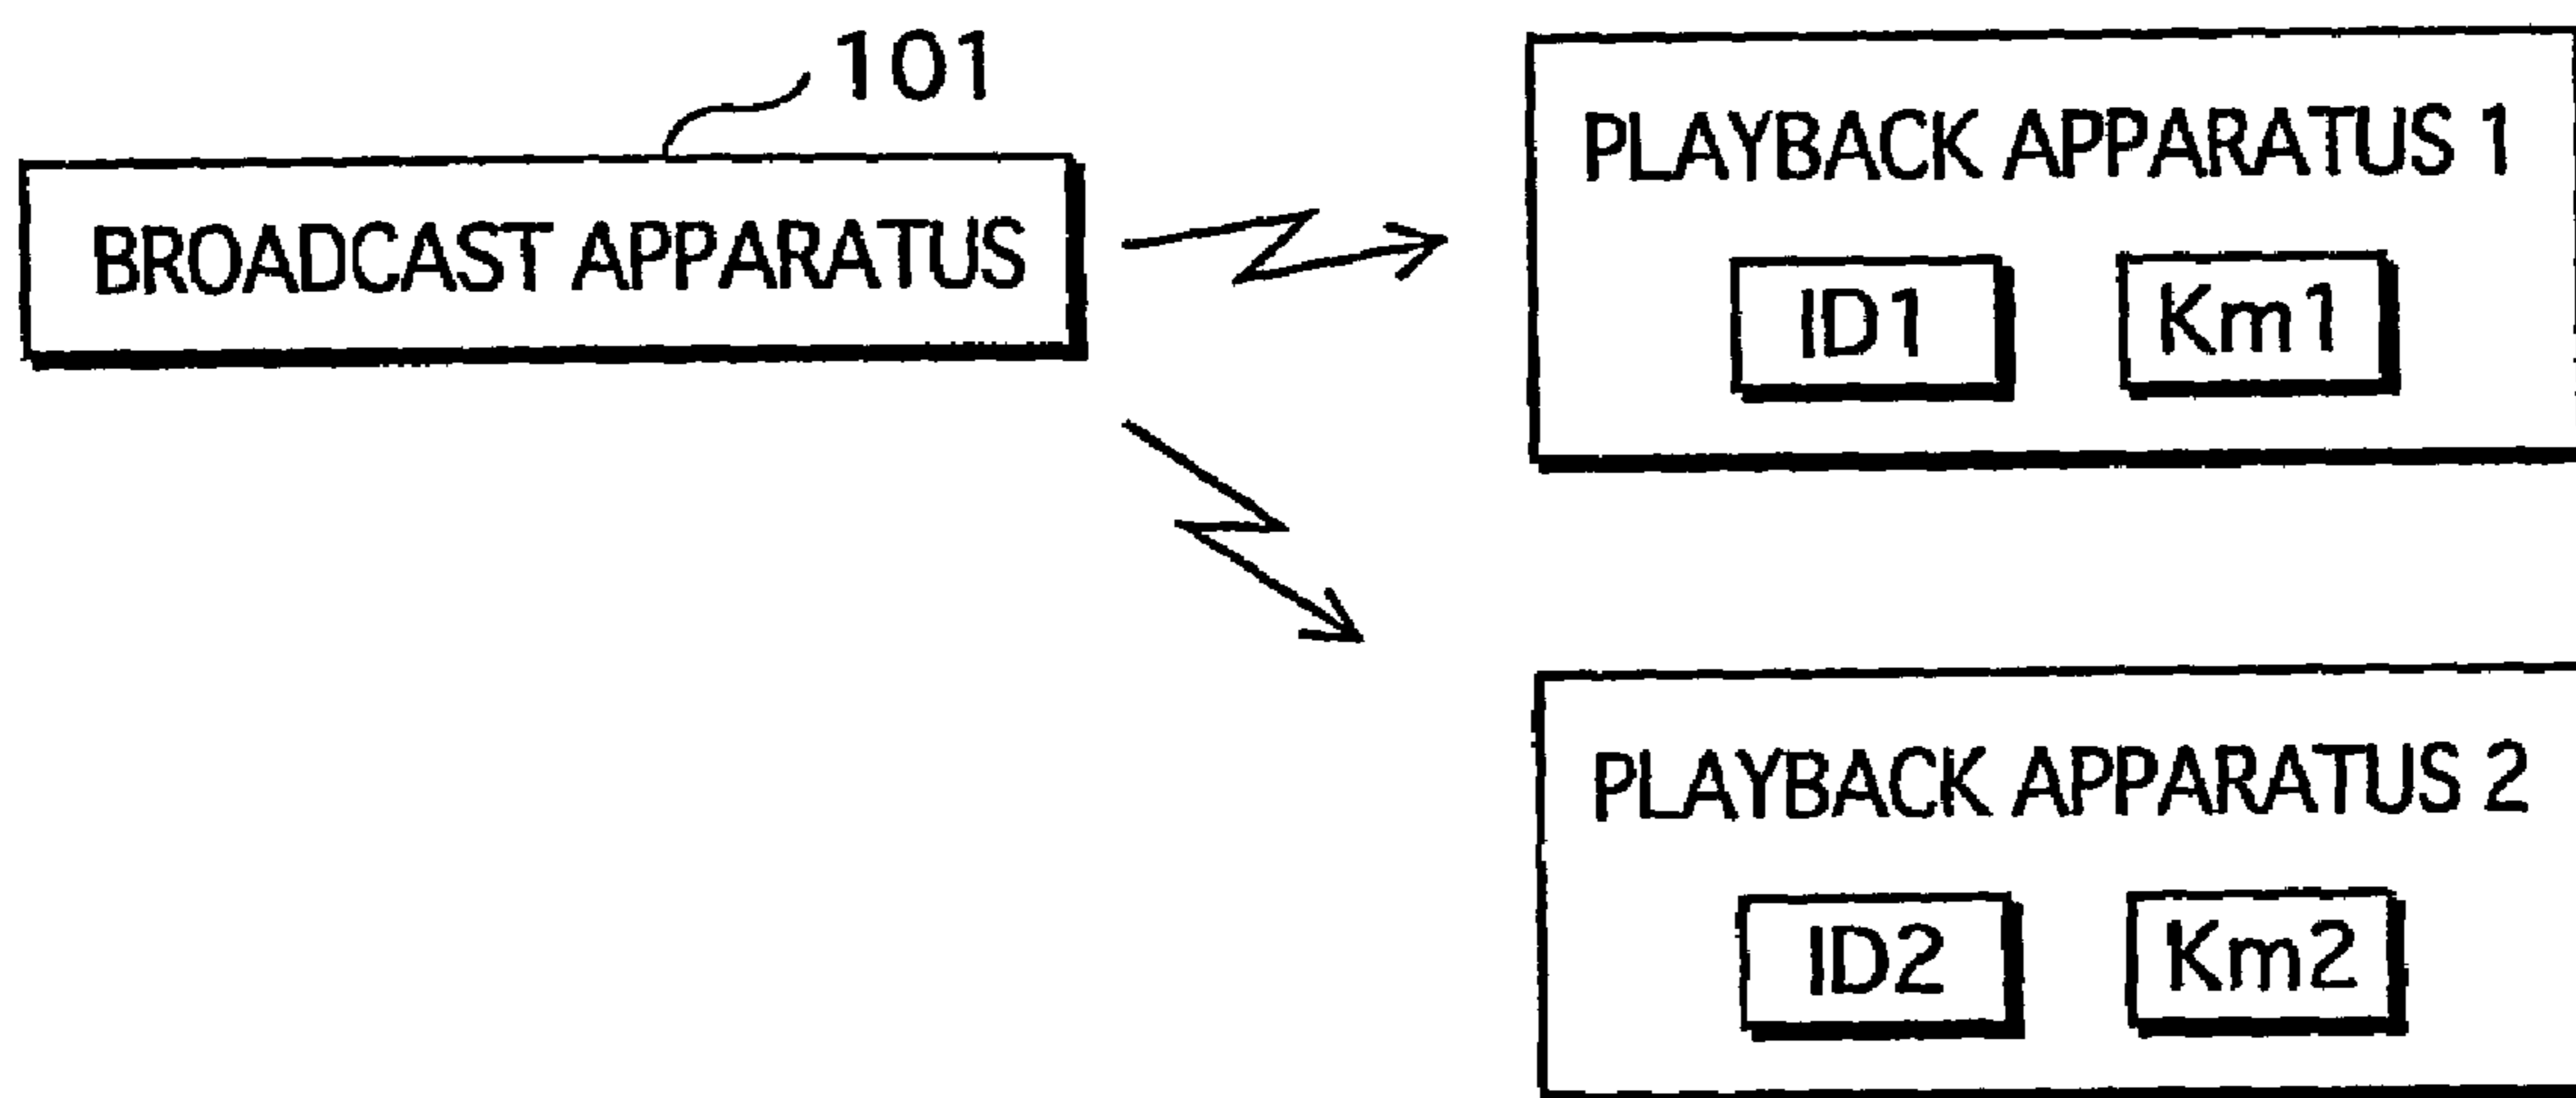 101
BROADCAST APPARATUS
PLAYBACK APPARATUS 1
ID1
Km1
PLAYBACK APPARATUS 2
ID2
Km2